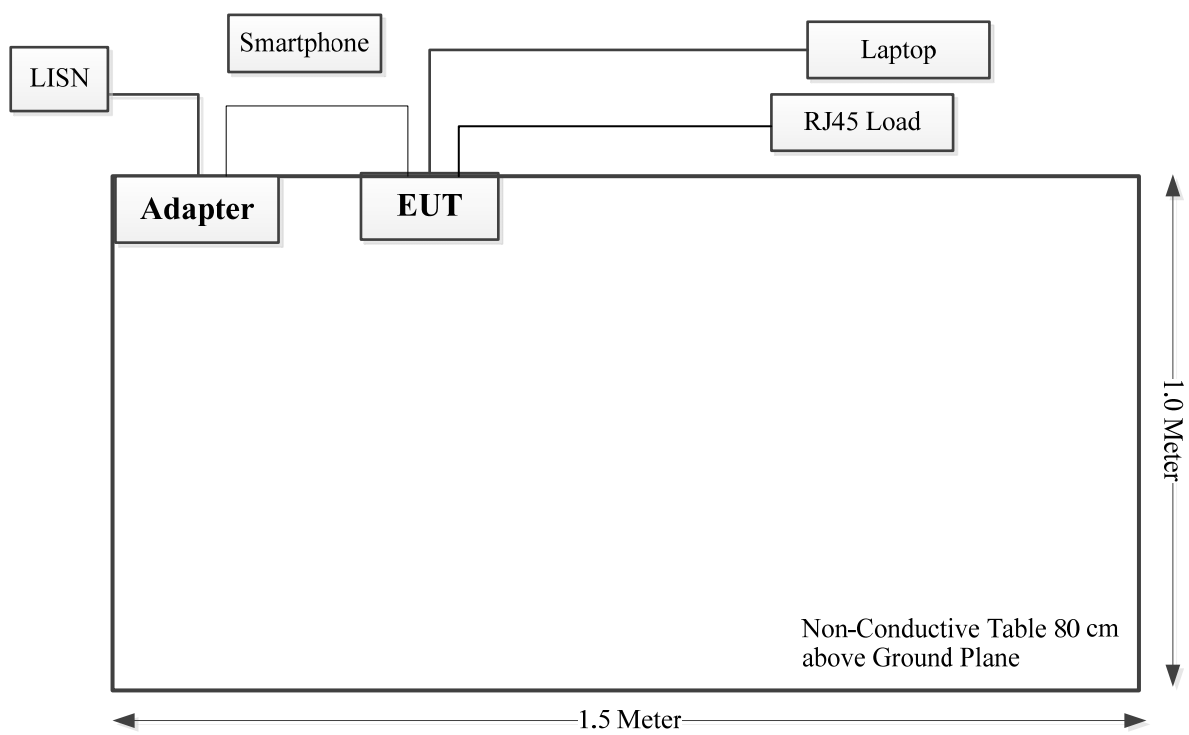 Smartphone
Laptop
LISN
RJ45 Load
Adapter
EUT
1.0 Meter
Non-Conductive Table 80 cm
above Ground Plane
1.5 Meter